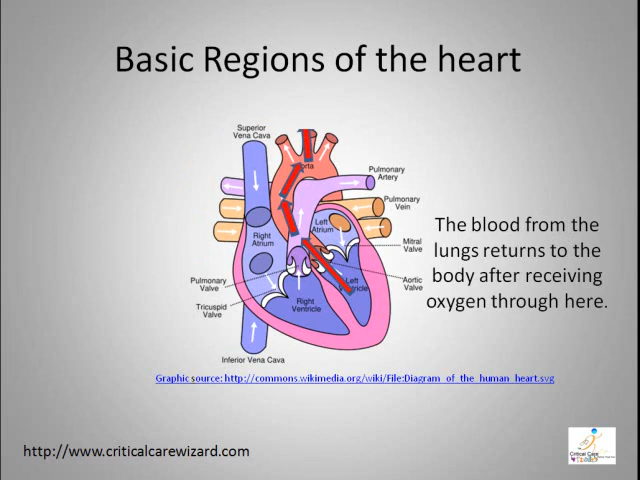 Basic Regions of the heart
Superior
Vena Cava
Aorta
Pulmonary
Artery
Pulmonary
Vein
Left
Atrium
Right
Atrium
Mitral
Valve
The blood from the
lungs returns to the
body after receiving
oxygen through here.
Pulmonary
Valve
Aortic
Valve
Left
Ventricle
Tricuspid
Valve
Right
Ventricle
Inferior Vena Cava
Graphic source: http://commons.wikimedia.org/wiki/File:Diagram_of_the_human_heart.svg
http://www.criticalcarewizard.com
Critical Care